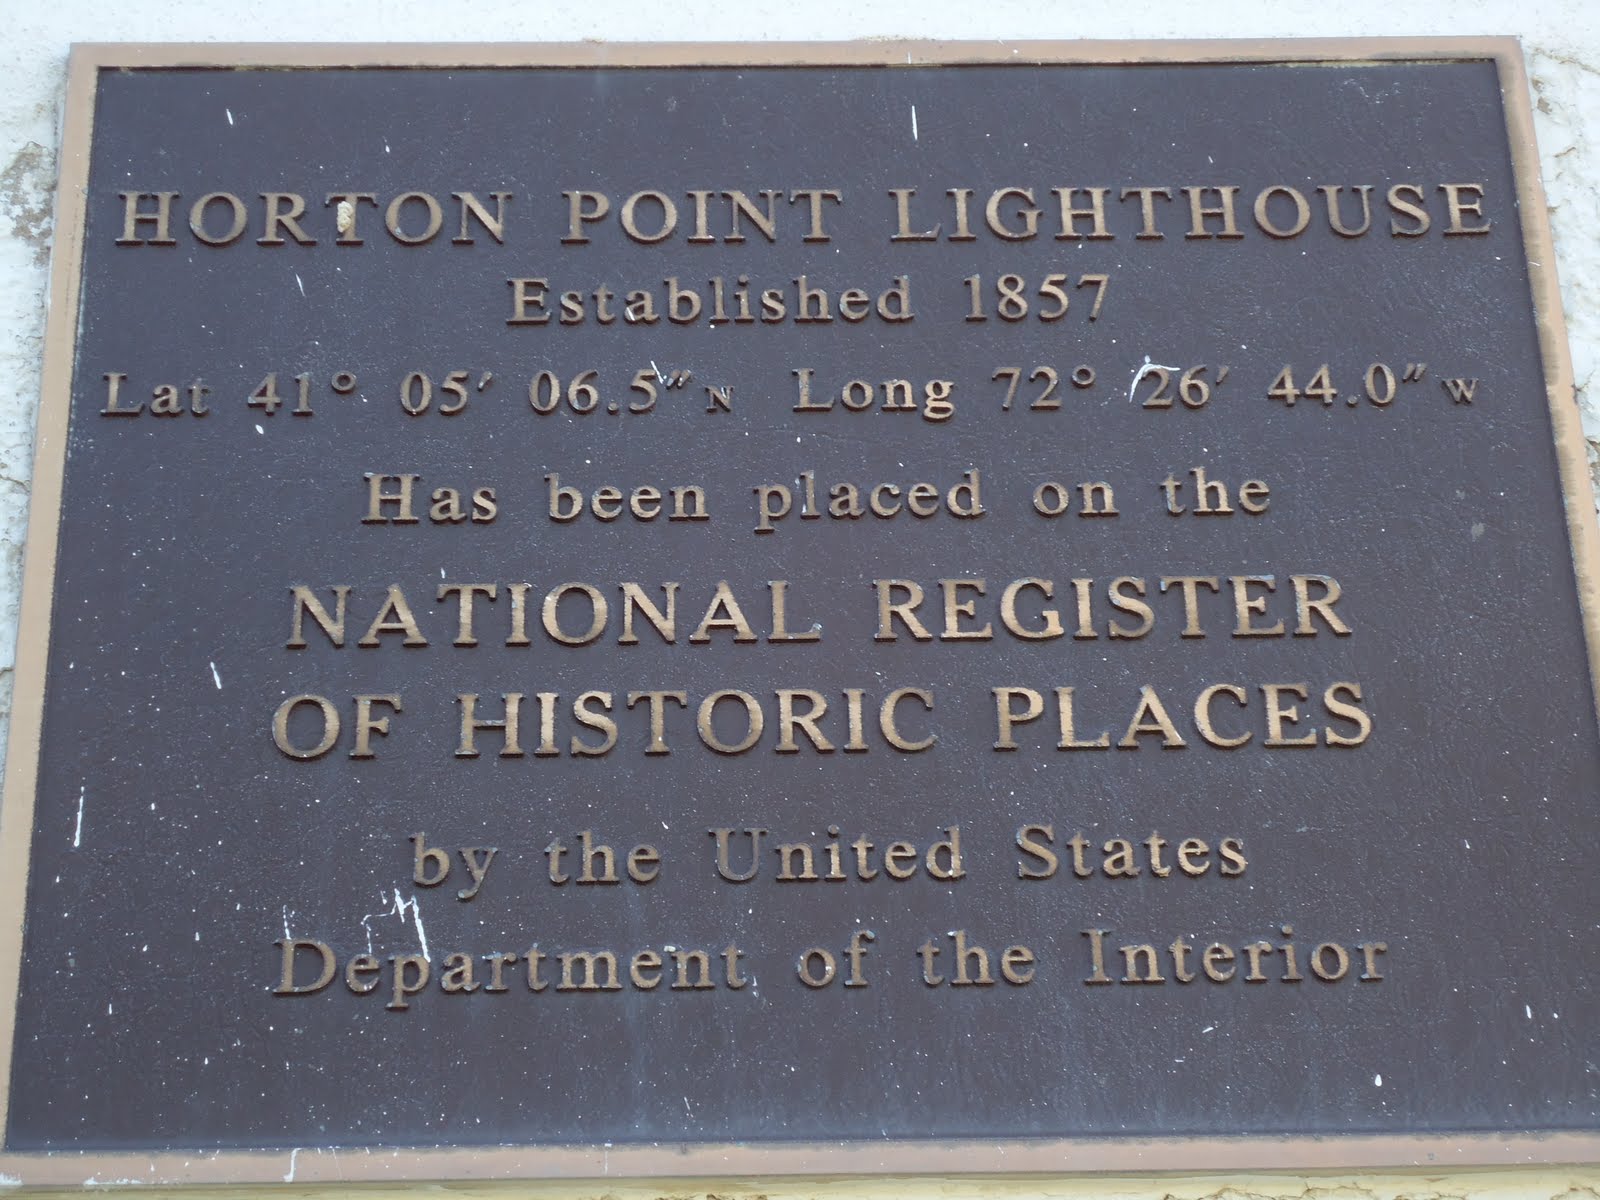 HORTON POINT LIGHTHOUSE
Established 1857
Lat 41° 05' 06.5" N Long 72° 26' 44.0" W
Has been placed on the
NATIONAL REGISTER
OF HISTORIC PLACES
by the United States
Department of the Interior